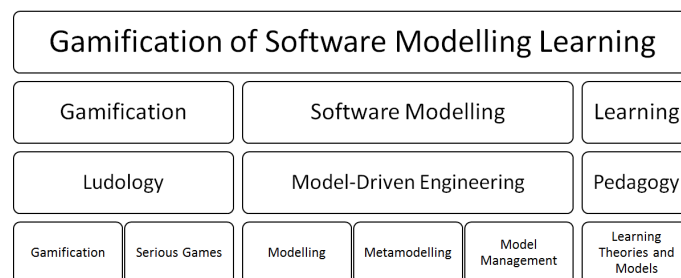 Gamification of Software Modelling Learning
Gamification
Software Modelling
Learning
Ludology
Model-Driven Engineering
Pedagogy
Gamification
Serious Games
Modelling
Metamodelling
Model
Management
Learning
Theories and
Models